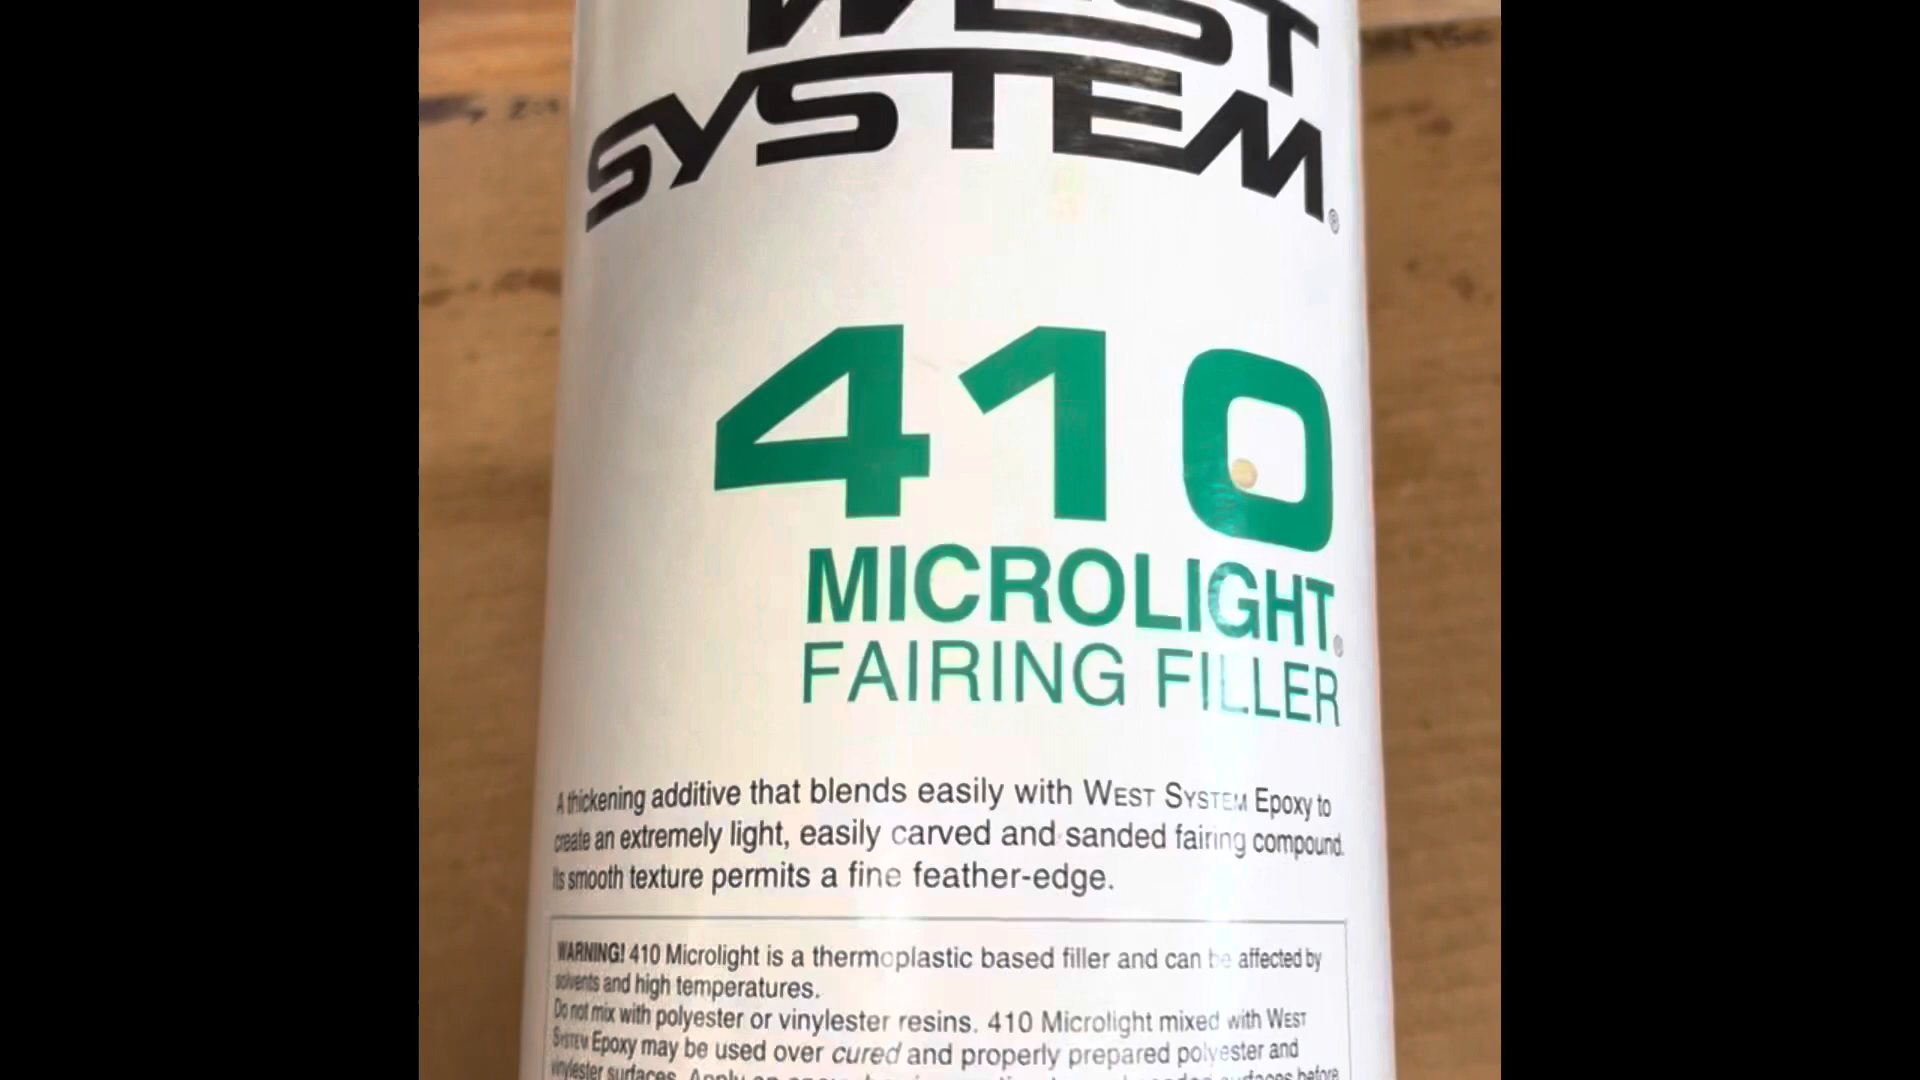 WEST
SYSTEM®
410
MICROLIGHT®
FAIRING FILLER
A thickening additive that blends easily with WEST SYSTEM Epoxy to
create an extremely light, easily carved and sanded fairing compound.
Its smooth texture permits a fine feather-edge.
WARNING! 410 Microlight is a thermoplastic based filler and can be affected by
solvents and high temperatures.
Do not mix with polyester or vinylester resins. 410 Microlight mixed with WEST
SYSTEM Epoxy may be used over cured and properly prepared polyester and
vinylester surfaces. Apply